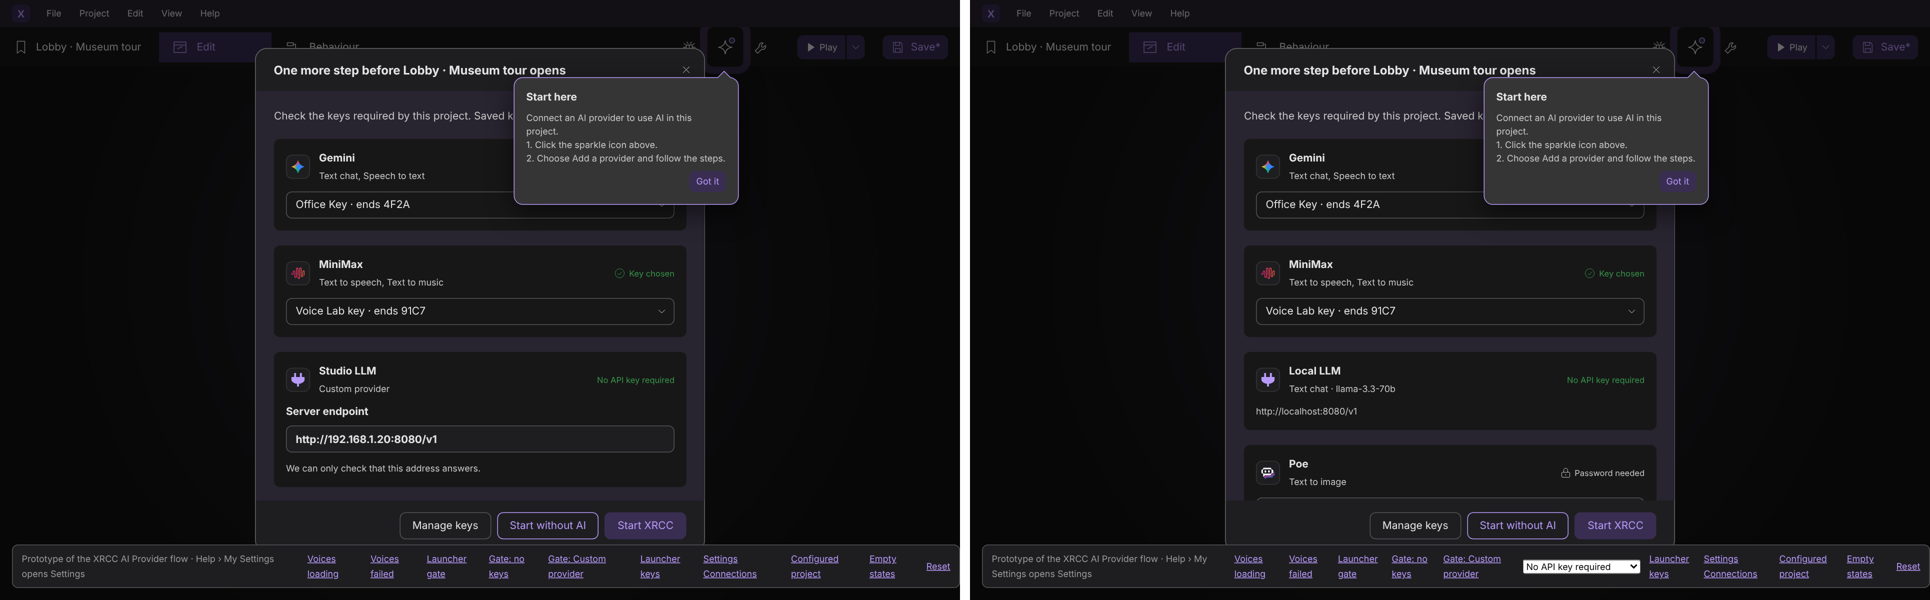 X File Project Edit View Help
Lobby · Museum tour Edit Behaviour Play Save*
One more step before Lobby · Museum tour opens
Start here
Check the keys required by this project. Saved k
Connect an AI provider to use AI in this
project.
1. Click the sparkle icon above.
2. Choose Add a provider and follow the steps.
Got it
Gemini
Text chat, Speech to text
Office Key · ends 4F2A
MiniMax
Text to speech, Text to music
Key chosen
Voice Lab key · ends 91C7
Studio LLM
Custom provider
No API key required
Server endpoint
http://192.168.1.20:8080/v1
We can only check that this address answers.
Manage keys Start without AI Start XRCC
Prototype of the XRCC AI Provider flow · Help › My Settings
opens Settings
Voices
loading
Voices
failed
Launcher
gate
Gate: no
keys
Gate: Custom
provider
Launcher
keys
Settings
Connections
Configured
project
Empty
states
Reset
X File Project Edit View Help
Lobby · Museum tour Edit Behaviour Play Save*
One more step before Lobby · Museum tour opens
Start here
Check the keys required by this project. Saved k
Connect an AI provider to use AI in this
project.
1. Click the sparkle icon above.
2. Choose Add a provider and follow the steps.
Got it
Gemini
Text chat, Speech to text
Office Key · ends 4F2A
MiniMax
Text to speech, Text to music
Key chosen
Voice Lab key · ends 91C7
Local LLM
Text chat · llama-3.3-70b
No API key required
http://localhost:8080/v1
Poe
Text to image
Password needed
Manage keys Start without AI Start XRCC
Prototype of the XRCC AI Provider flow · Help › My
Settings opens Settings
Voices
loading
Voices
failed
Launcher
gate
Gate: no
keys
Gate: Custom
provider
No API key required
Launcher
keys
Settings
Connections
Configured
project
Empty
states
Reset